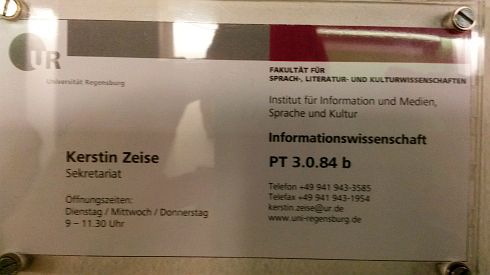 UR
Universität Regensburg
FAKULTÄT FÜR
SPRACH-, LITERATUR- UND KULTURWISSENSCHAFTEN
Institut für Information und Medien,
Sprache und Kultur
Informationswissenschaft
PT 3.0.84 b
Kerstin Zeise
Sekretariat
Öffnungszeiten:
Dienstag / Mittwoch / Donnerstag
9 – 11.30 Uhr
Telefon +49 941 943-3585
Telefax +49 941 943-1954
kerstin.zeise@ur.de
www.uni-regensburg.de